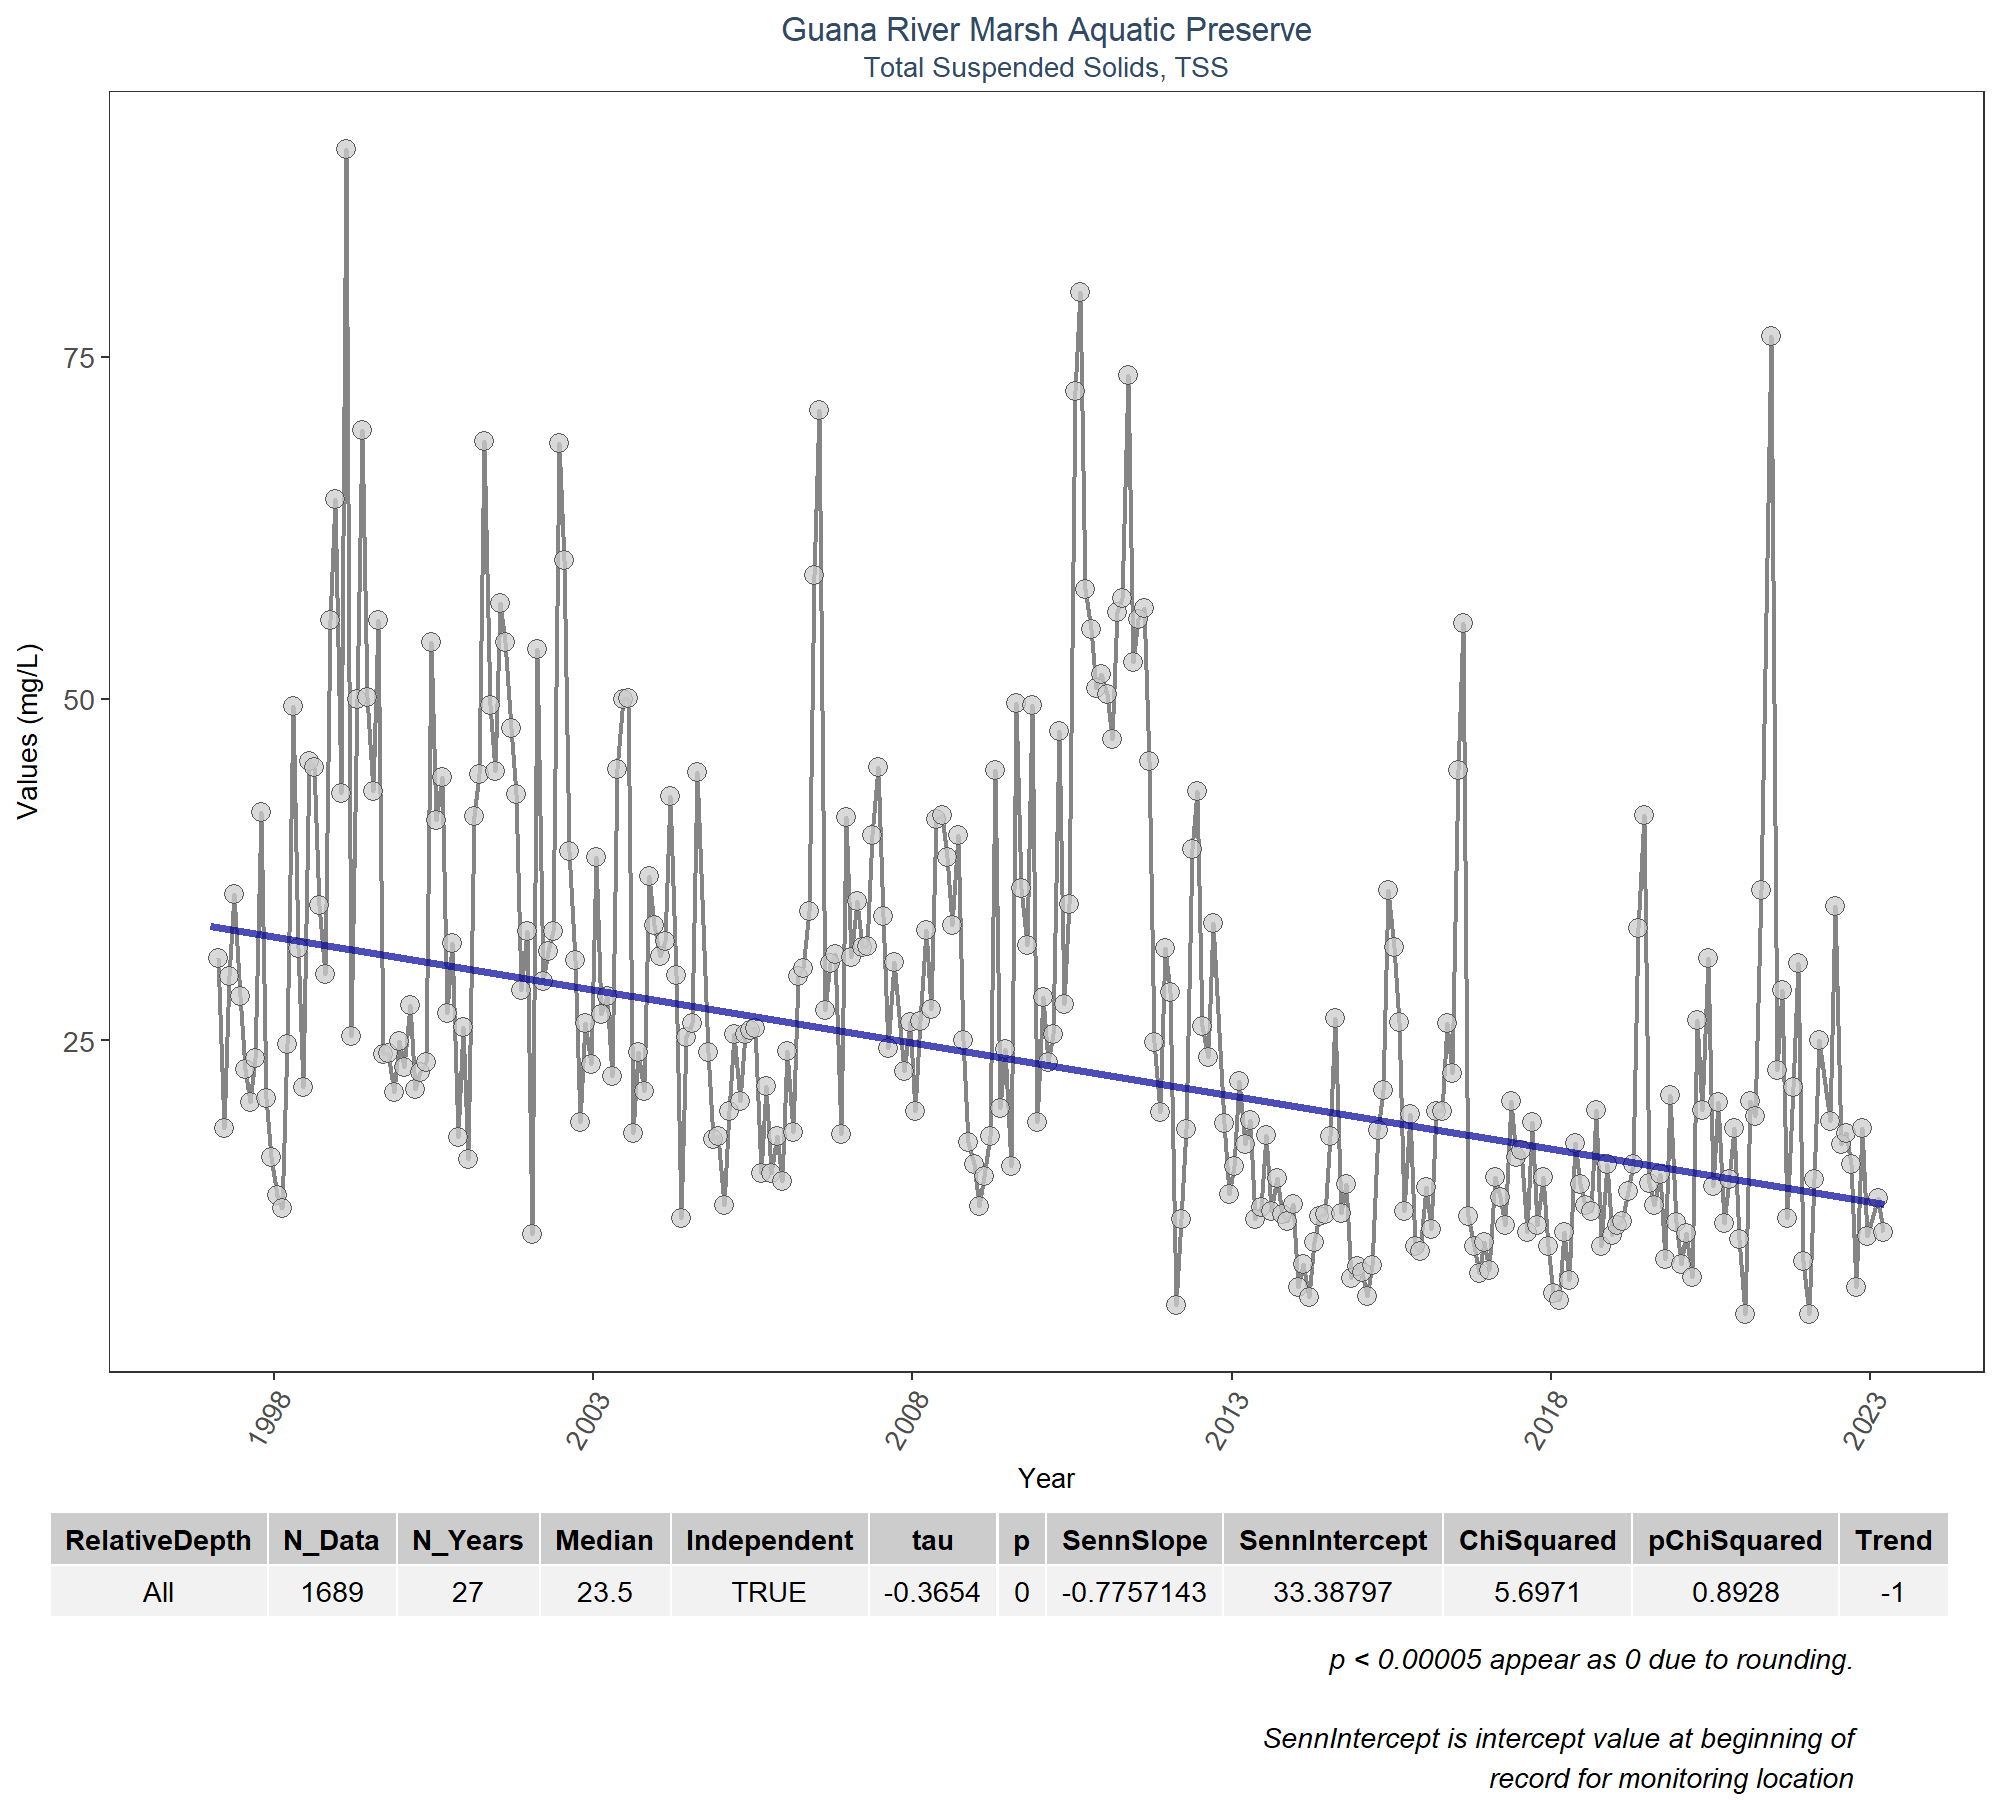 Guana River Marsh Aquatic Preserve
Total Suspended Solids, TSS
Values (mg/L)
75
50
25
1998
2003
2008
2013
2018
2023
Year
RelativeDepth N_Data N_Years Median Independent tau p SennSlope SennIntercept ChiSquared pChiSquared Trend
All 1689 27 23.5 TRUE -0.3654 0 -0.7757143 33.38797 5.6971 0.8928 -1
p < 0.00005 appear as 0 due to rounding.
SennIntercept is intercept value at beginning of
record for monitoring location